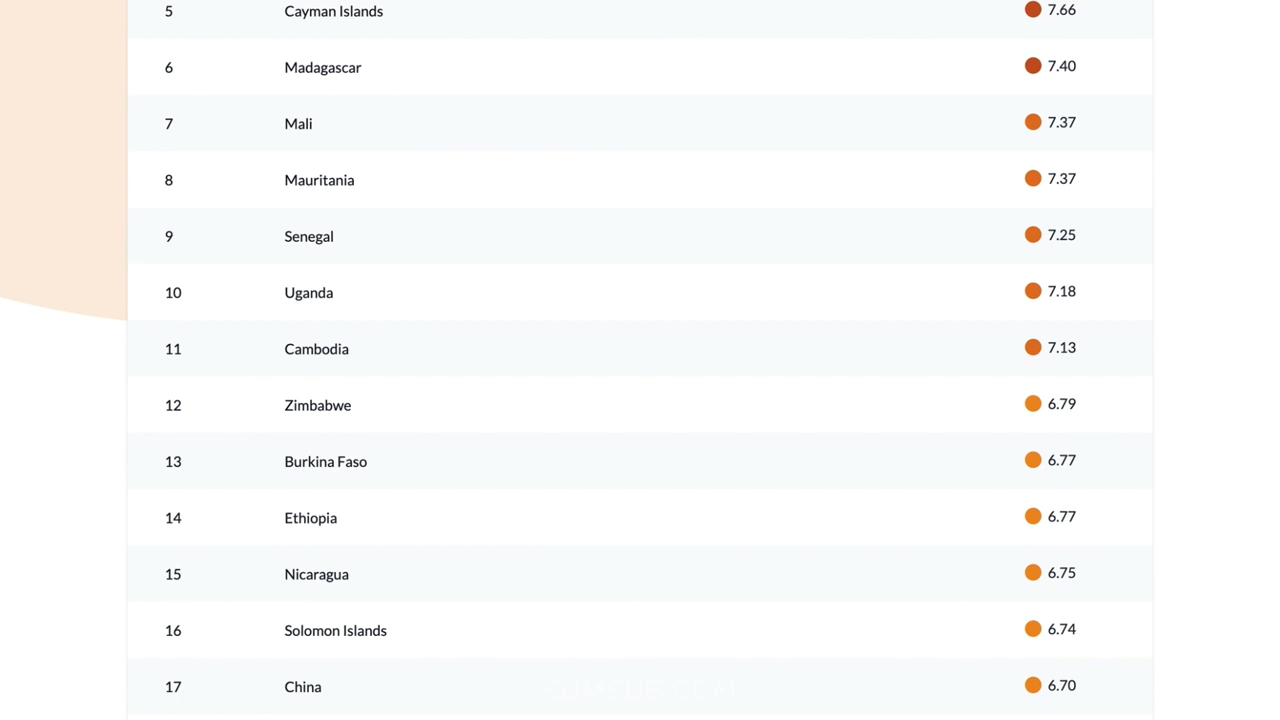 5 Cayman Islands 7.66
6 Madagascar 7.40
7 Mali 7.37
8 Mauritania 7.37
9 Senegal 7.25
10 Uganda 7.18
11 Cambodia 7.13
12 Zimbabwe 6.79
13 Burkina Faso 6.77
14 Ethiopia 6.77
15 Nicaragua 6.75
16 Solomon Islands 6.74
17 China 6.70